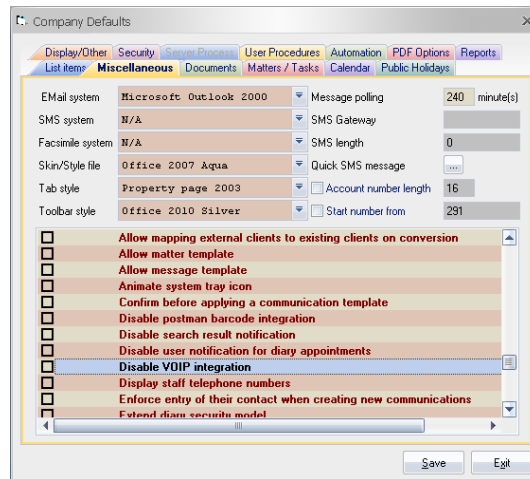 Company Defaults
Display/Other Security Server Process User Procedures Automation PDF Options Reports
List items Miscellaneous Documents Matters / Tasks Calendar Public Holidays
EMail system Microsoft Outlook 2000 Message polling 240 minute(s)
SMS system N/A SMS Gateway
Facsimile system N/A SMS length 0
Skin/Style file Office 2007 Aqua Quick SMS message ...
Tab style Property page 2003 Account number length 16
Toolbar style Office 2010 Silver Start number from 291
Allow mapping external clients to existing clients on conversion
Allow matter template
Allow message template
Animate system tray icon
Confirm before applying a communication template
Disable postman barcode integration
Disable search result notification
Disable user notification for diary appointments
Disable VOIP integration
Display staff telephone numbers
Enforce entry of their contact when creating new communications
Extend diary security model
Save Exit